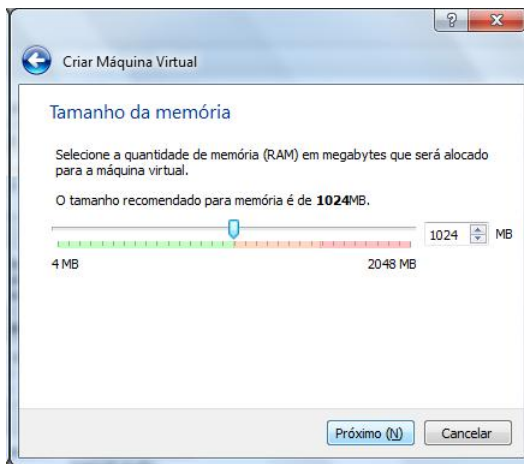 ?
X
Criar Máquina Virtual
Tamanho da memória
Selecione a quantidade de memória (RAM) em megabytes que será alocado
para a máquina virtual.
O tamanho recomendado para memória é de 1024MB.
1024 MB
4 MB 2048 MB
Próximo (N) Cancelar